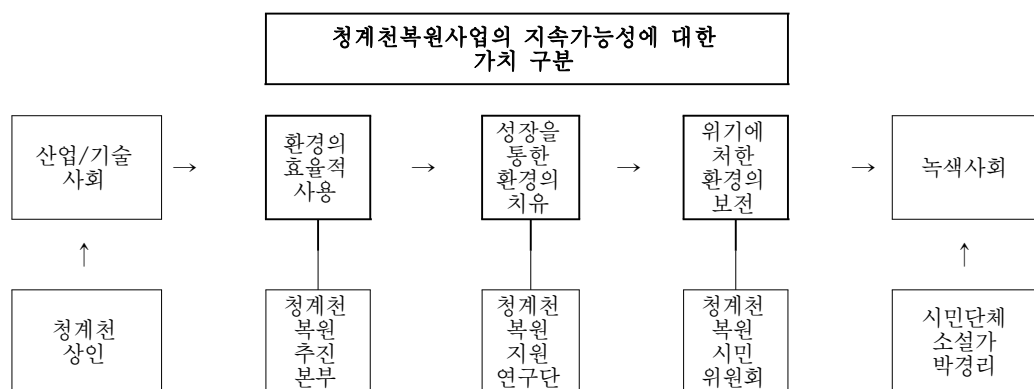 청계천복원사업의 지속가능성에 대한
가치 구분
산업/기술
사회
→
환경의
효율적
사용
→
성장을
통한
환경의
치유
→
위기에
처한
환경의
보전
→
녹색사회
↑
↑
청계천
상인
청계천
복원
추진
본부
청계천
복원
지원
연구단
청계천
복원
시민
위원회
시민단체
소설가
박경리